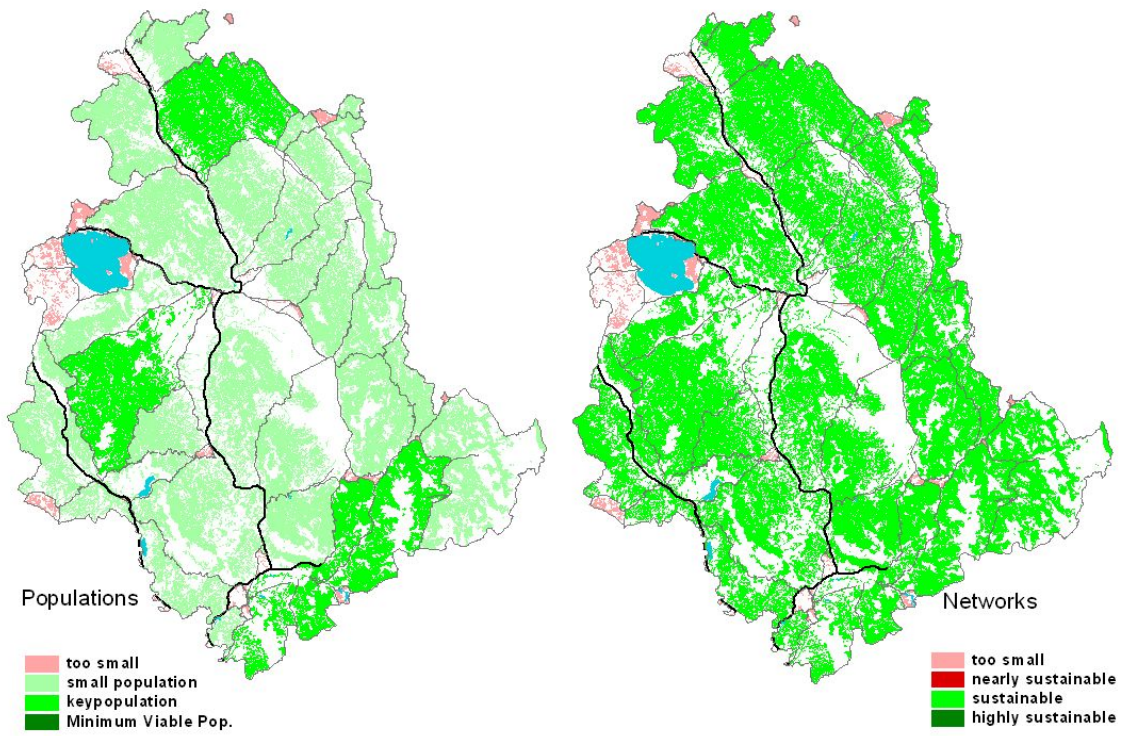 Populations
too small
small population
keypopulation
Minimum Viable Pop.
Networks
too small
nearly sustainable
sustainable
highly sustainable